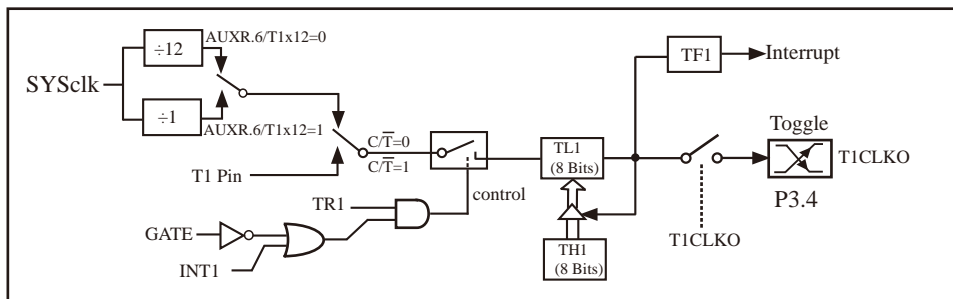 SYSclk
÷12
AUXR.6/T1x12=0
÷1
AUXR.6/T1x12=1
T1 Pin
C/T̅=0
C/T̅=1
control
TR1
GATE
INT1
TL1
(8 Bits)
TH1
(8 Bits)
TF1
Interrupt
T1CLKO
Toggle
T1CLKO
P3.4